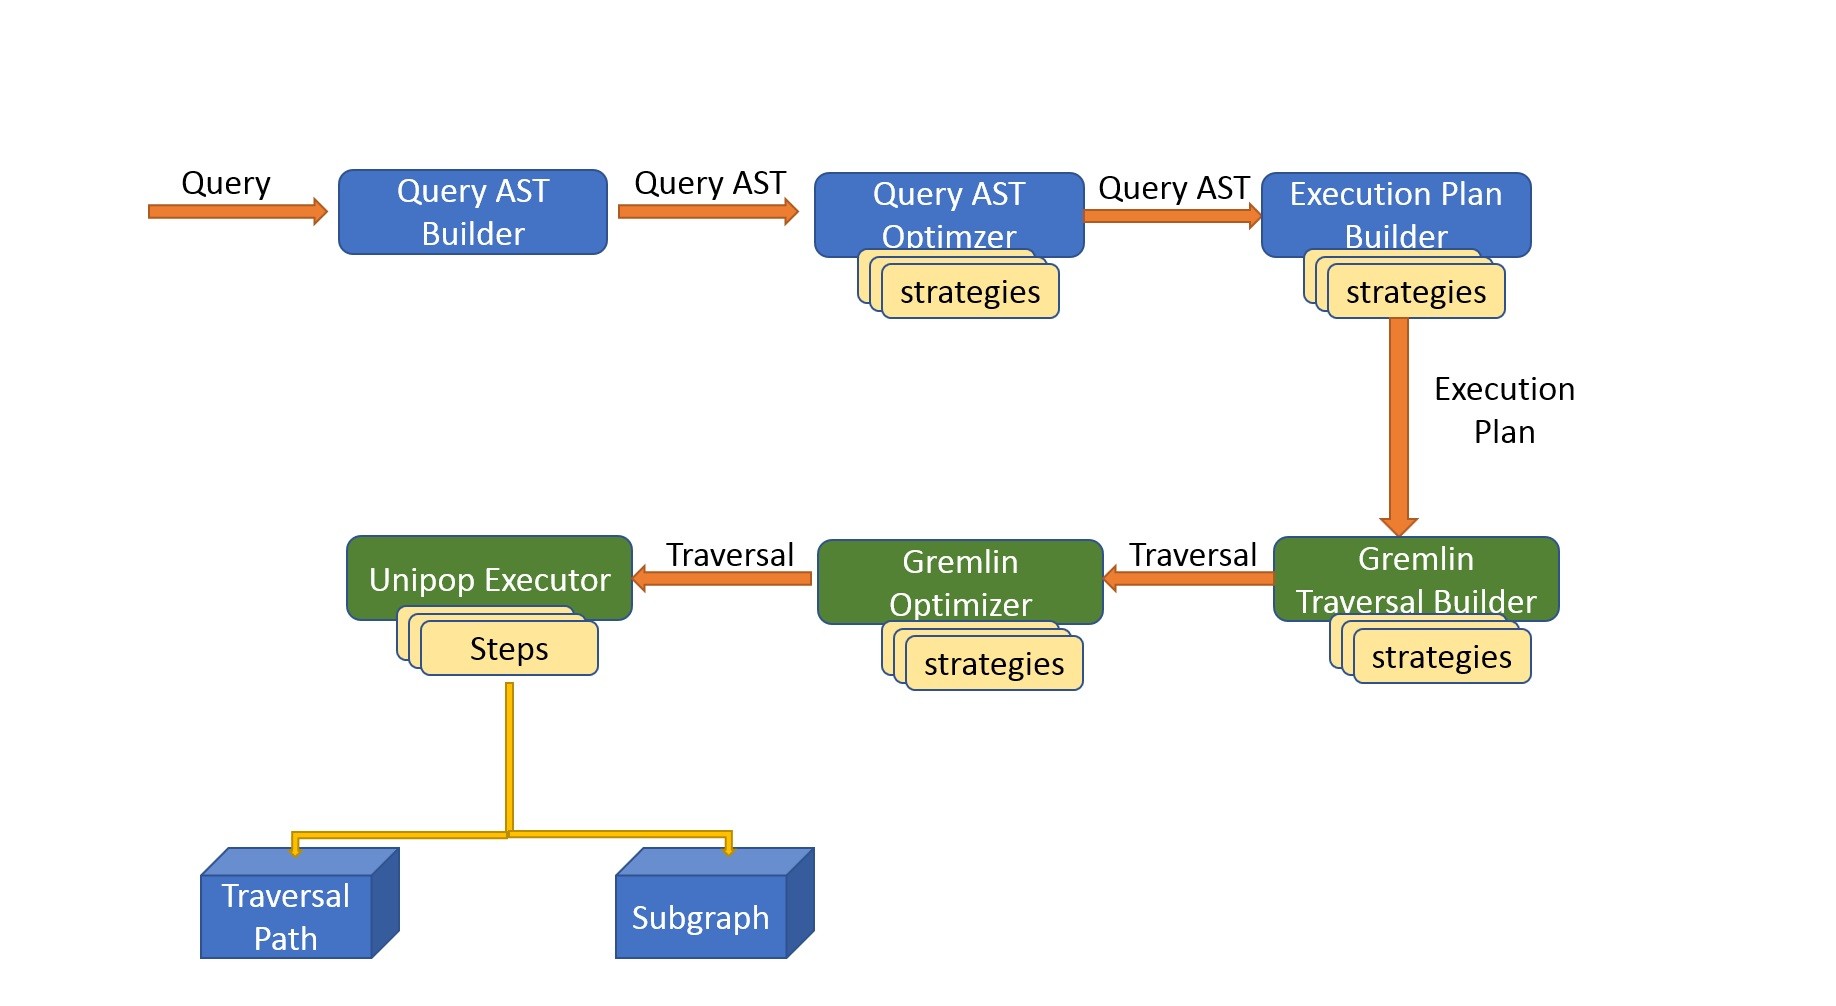 Query
Query AST
Builder
Query AST
Query AST
Optimzer
strategies
Query AST
Execution Plan
Builder
strategies
Execution
Plan
Gremlin
Traversal Builder
strategies
Traversal
Gremlin
Optimizer
strategies
Traversal
Unipop Executor
Steps
Traversal
Path
Subgraph